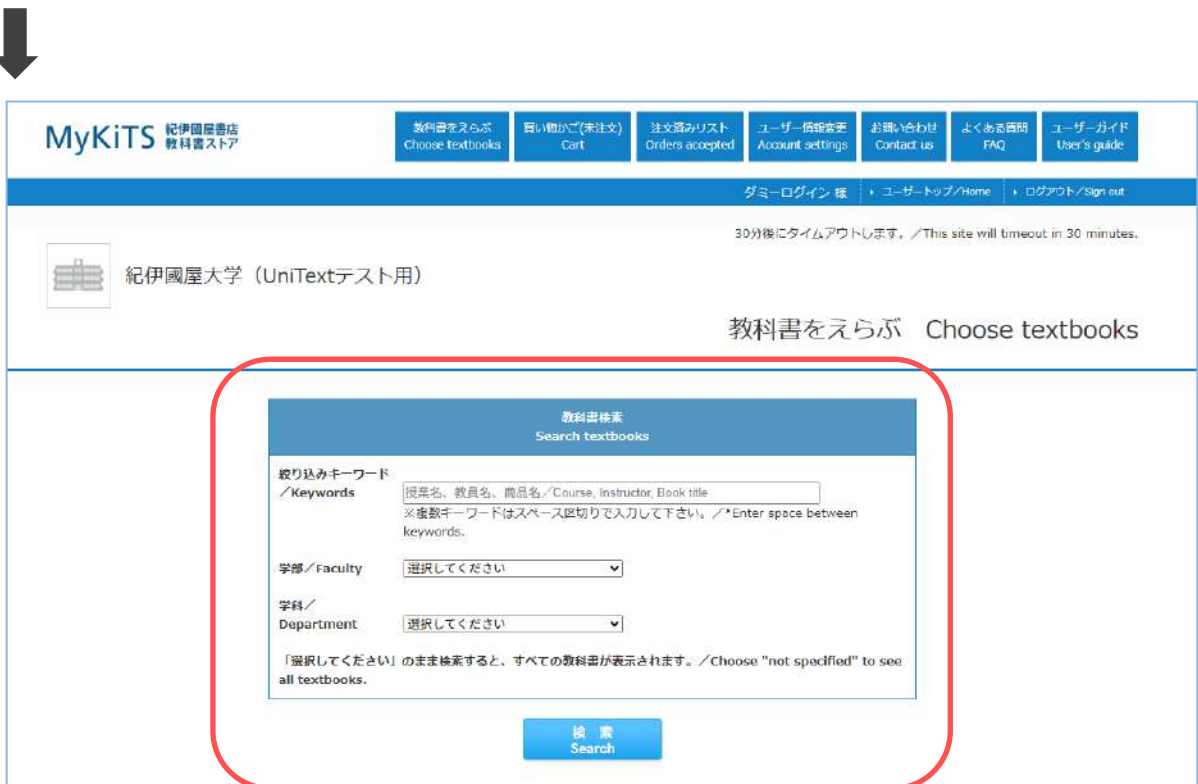 MyKiTS 紀伊國屋書店
教科書ストア
教科書をえらぶ
Choose textbooks
買い物かご(未注文)
Cart
注文済みリスト
Orders accepted
ユーザー情報変更
Account settings
お問い合わせ
Contact us
よくある質問
FAQ
ユーザーガイド
User's guide
ダミーログイン 様 ユーザートップ/Home ログアウト/Sign out
30分後にタイムアウトします。/This site will timeout in 30 minutes.
紀伊國屋大学（UniTextテスト用）
教科書をえらぶ Choose textbooks
教科書検索
Search textbooks
絞り込みキーワード
/Keywords
授業名、教員名、商品名/Course, Instructor, Book title
※複数キーワードはスペース区切りで入力して下さい。/*Enter space between
keywords.
学部/Faculty 選択してください
学科/
Department 選択してください
「選択してください」のまま検索すると、すべての教科書が表示されます。/Choose "not specified" to see
all textbooks.
検 索
Search